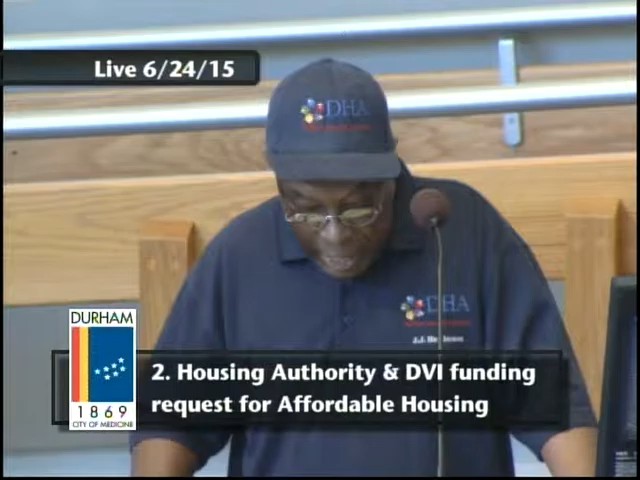 Live 6/24/15
DHA
DHA
DURHAM
1869
CITY OF MEDICINE
2. Housing Authority & DVI funding
request for Affordable Housing